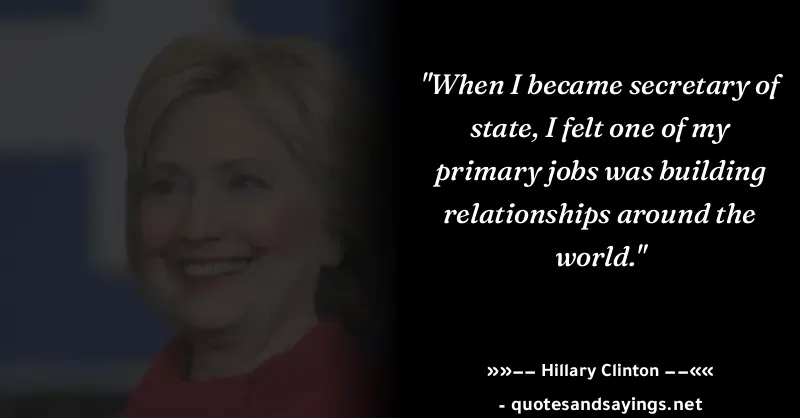 "When I became secretary of
state, I felt one of my
primary jobs was building
relationships around the
world."
»»−− Hillary Clinton −−««
- quotesandsayings.net